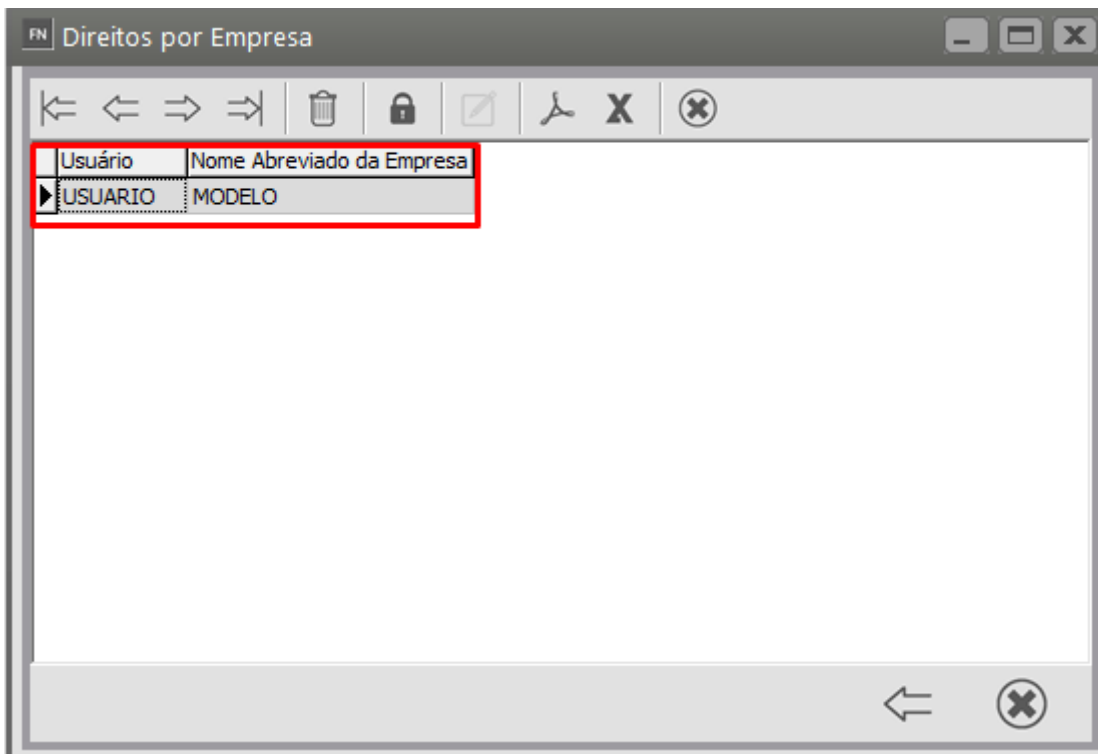 FN Direitos por Empresa
Usuário Nome Abreviado da Empresa
USUARIO MODELO